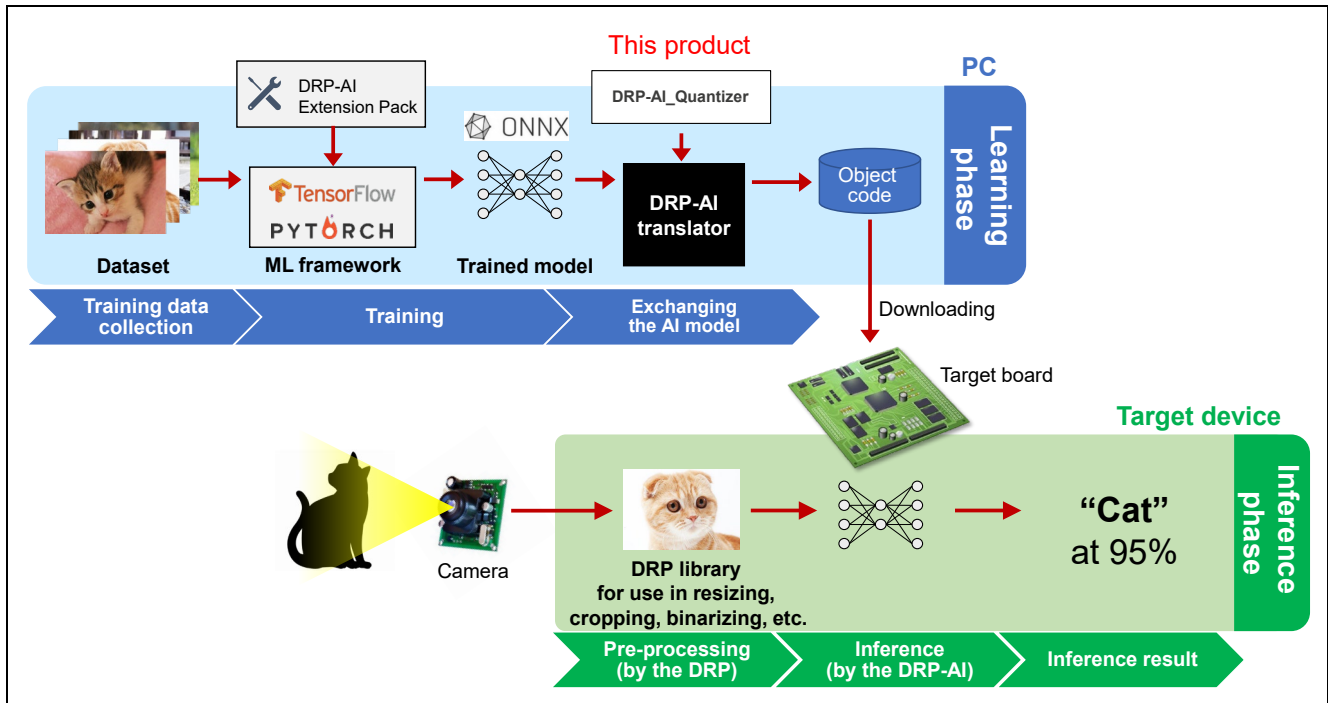 This product
PC
DRP-AI
Extension Pack
DRP-AI_Quantizer
ONNX
TensorFlow
PYTORCH
DRP-AI
translator
Object
code
Learning
phase
Dataset
ML framework
Trained model
Training data
collection
Training
Exchanging
the AI model
Downloading
Target board
Target device
Camera
DRP library
for use in resizing,
cropping, binarizing, etc.
“Cat”
at 95%
Inference
phase
Pre-processing
(by the DRP)
Inference
(by the DRP-AI)
Inference result